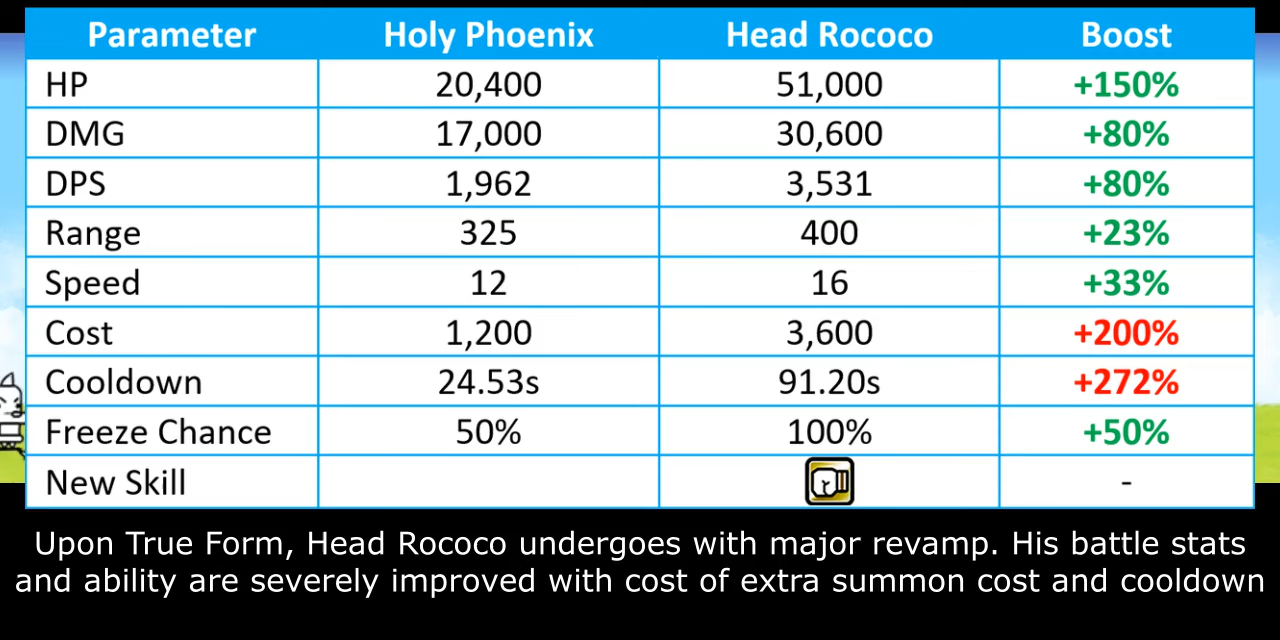 Parameter Holy Phoenix Head Rococo Boost
HP 20,400 51,000 +150%
DMG 17,000 30,600 +80%
DPS 1,962 3,531 +80%
Range 325 400 +23%
Speed 12 16 +33%
Cost 1,200 3,600 +200%
Cooldown 24.53s 91.20s +272%
Freeze Chance 50% 100% +50%
New Skill -
Upon True Form, Head Rococo undergoes with major revamp. His battle stats
and ability are severely improved with cost of extra summon cost and cooldown